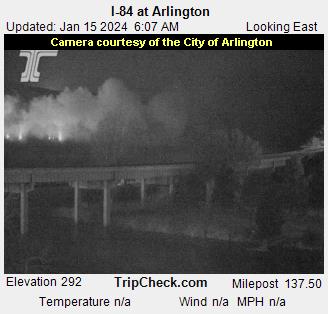 I-84 at Arlington
Updated: Jan 15 2024 6:07 AM Looking East
Camera courtesy of the City of Arlington
Elevation 292 TripCheck.com Milepost 137.50
Temperature n/a Wind n/a MPH n/a